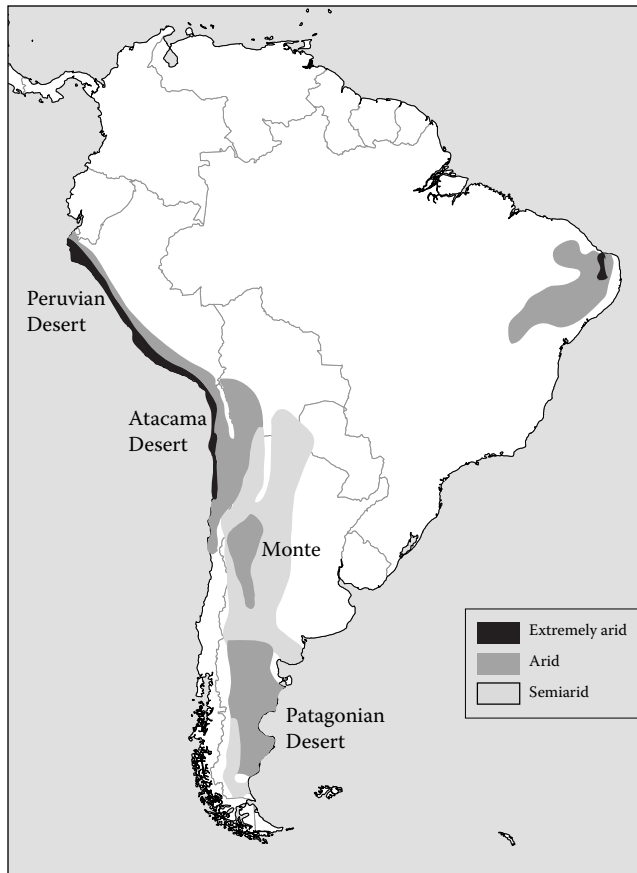 Peruvian
Desert
Atacama
Desert
Monte
Extremely arid
Arid
Semiarid
Patagonian
Desert